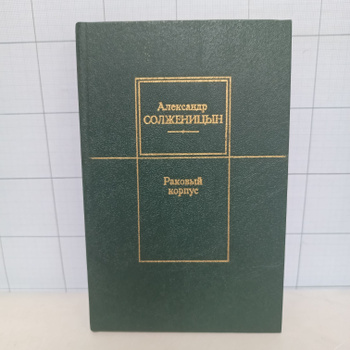 Александр
СОЛЖЕНИЦЫН
Раковый
корпус